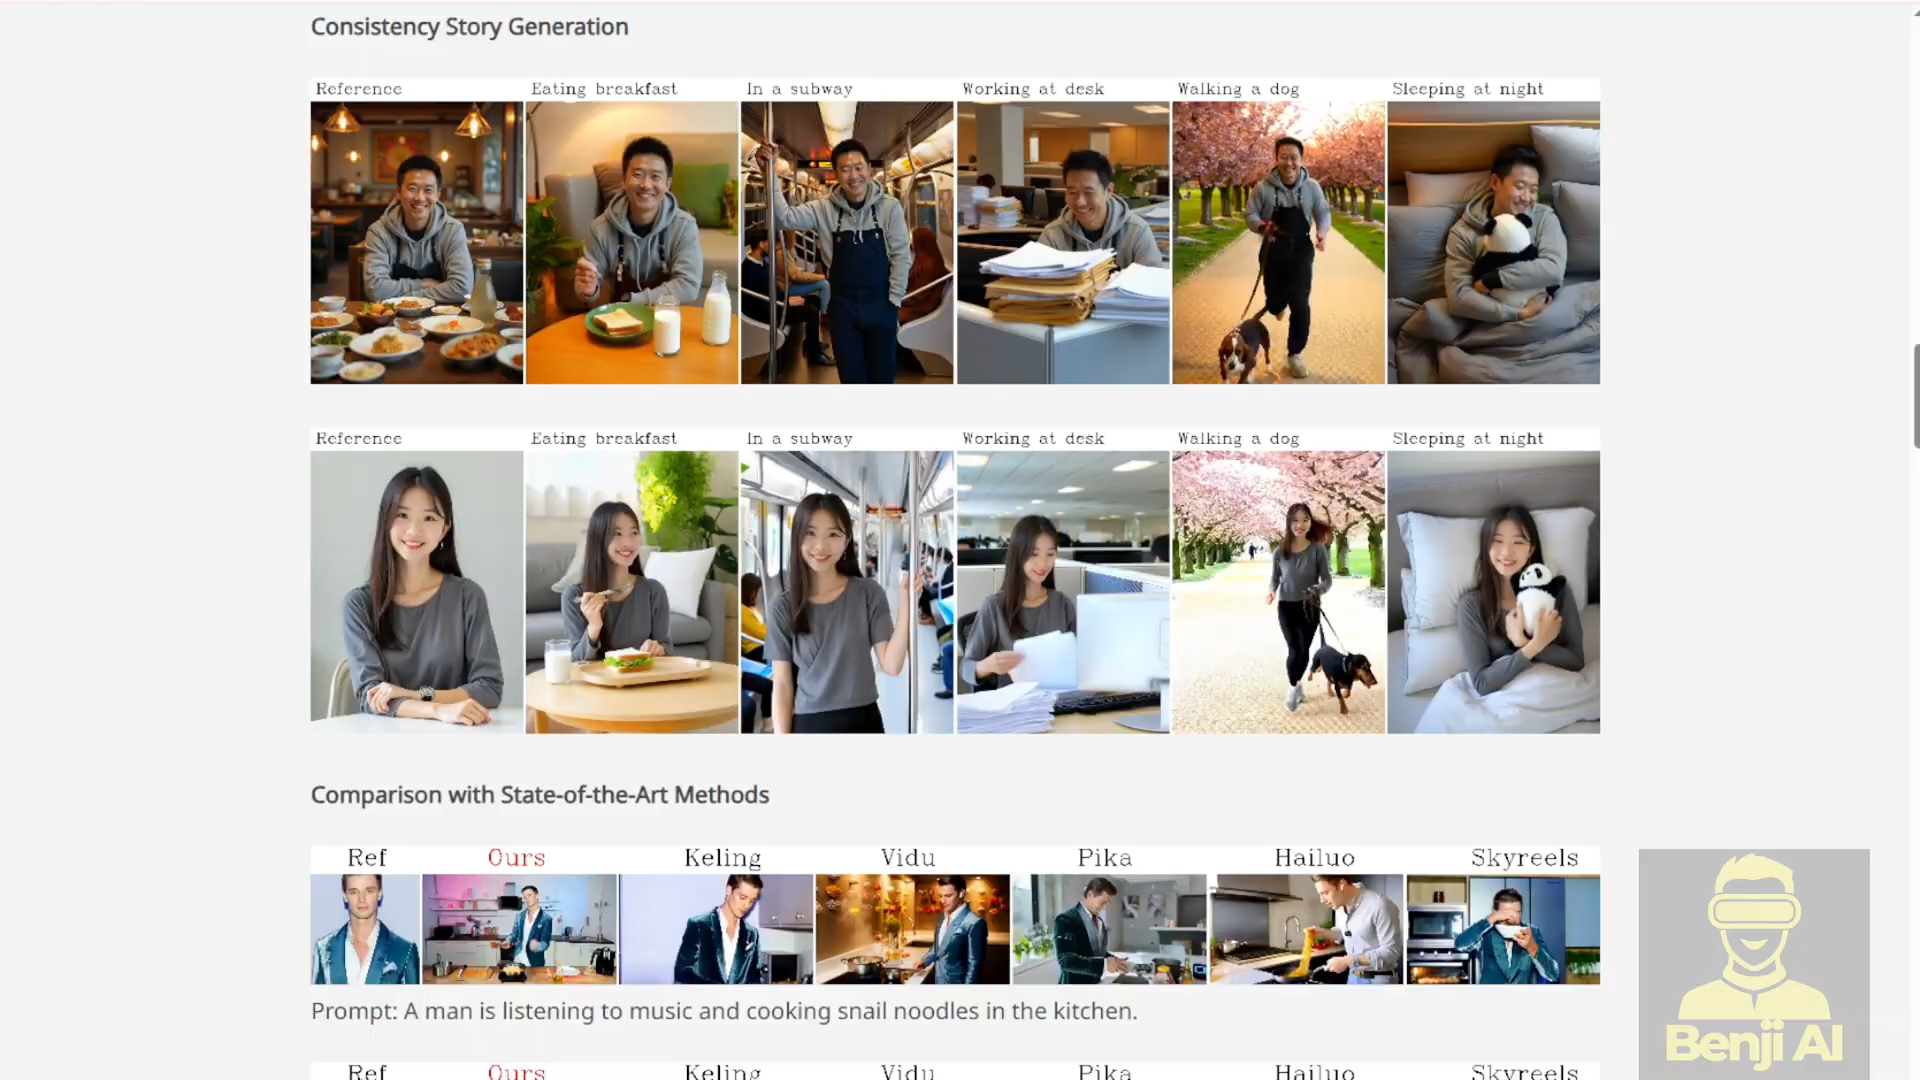 Consistency Story Generation
Reference Eating breakfast In a subway Working at desk Walking a dog Sleeping at night
Reference Eating breakfast In a subway Working at desk Walking a dog Sleeping at night
Comparison with State-of-the-Art Methods
Ref Ours Keling Vidu Pika Hailuo Skyreels
Prompt: A man is listening to music and cooking snail noodles in the kitchen.
Ref Ours Keling Vidu Pika Hailuo Skyreels
Benji AI